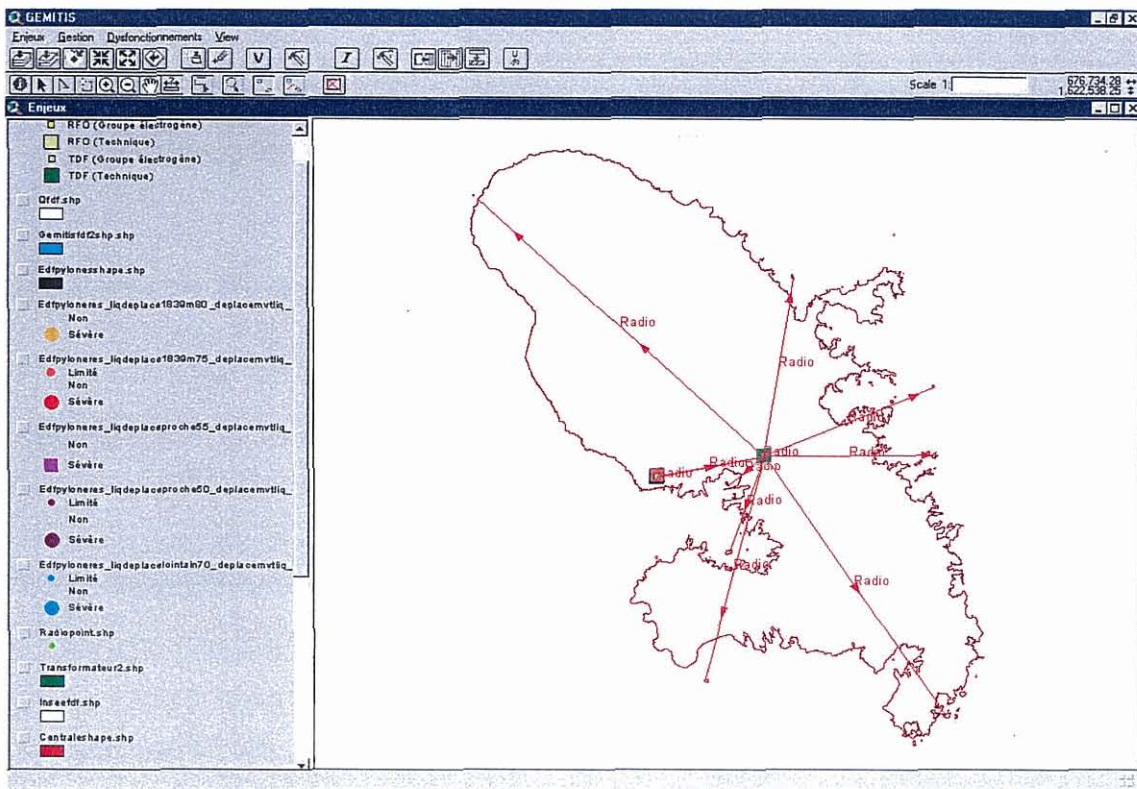 GEMITIS
Enjeux Gestion Dysfonctionnements View
V I
Scale 1: 676,734.28
1,622,538.25
Enjeux
RFO (Groupe électrogène)
RFO (Technique)
TDF (Groupe électrogène)
TDF (Technique)
Qfdf.shp
Gemitisfdf2shp.shp
Edfpylonesshape.shp
Edfpyloneres_liqdeplace1839m80_deplacemvtliq_
Non
Sévère
Edfpyloneres_liqdeplace1839m75_deplacemvtliq_
Limité
Non
Sévère
Edfpyloneres_liqdeplaceproche55_deplacemvtliq_
Non
Sévère
Edfpyloneres_liqdeplaceproche50_deplacemvtliq_
Limité
Non
Sévère
Edfpyloneres_liqdeplacelointain70_deplacemvtliq_
Limité
Non
Sévère
Radiopoint.shp
Transformateur2.shp
Inseefdf.shp
Centraleshape.shp
Radio
Radio
Radio
Radio
Radio
Radio
Radio
Radio
Radio
Radio
Radio